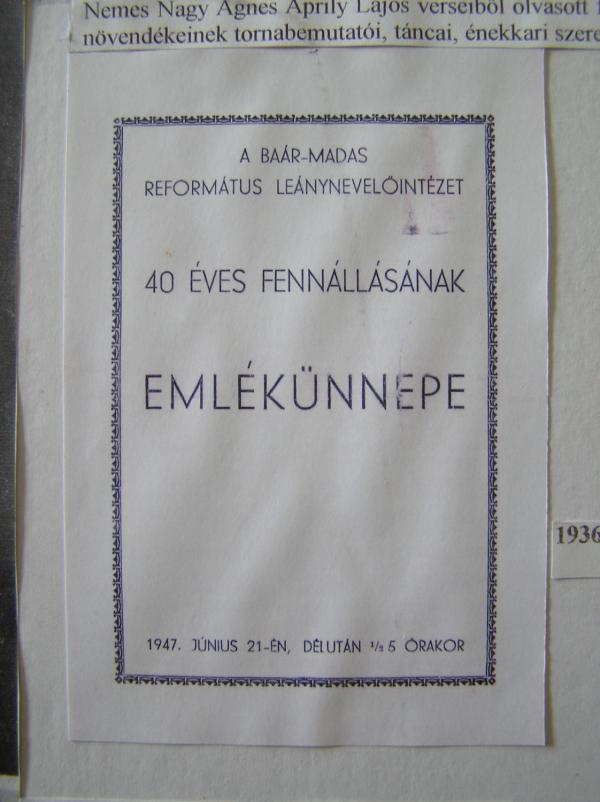 Nemes Nagy Ágnes Áprily Lajos verseiből olvasott
növendékeinek tornabemutatói, táncai, énekkari
A BAÁR-MADAS
REFORMÁTUS LEÁNYNEVELŐINTÉZET
40 ÉVES FENNÁLLÁSÁNAK
EMLÉKÜNNEPE
1936
1947. JÚNIUS 21-ÉN, DÉLUTÁN ½ 5 ÓRAKOR